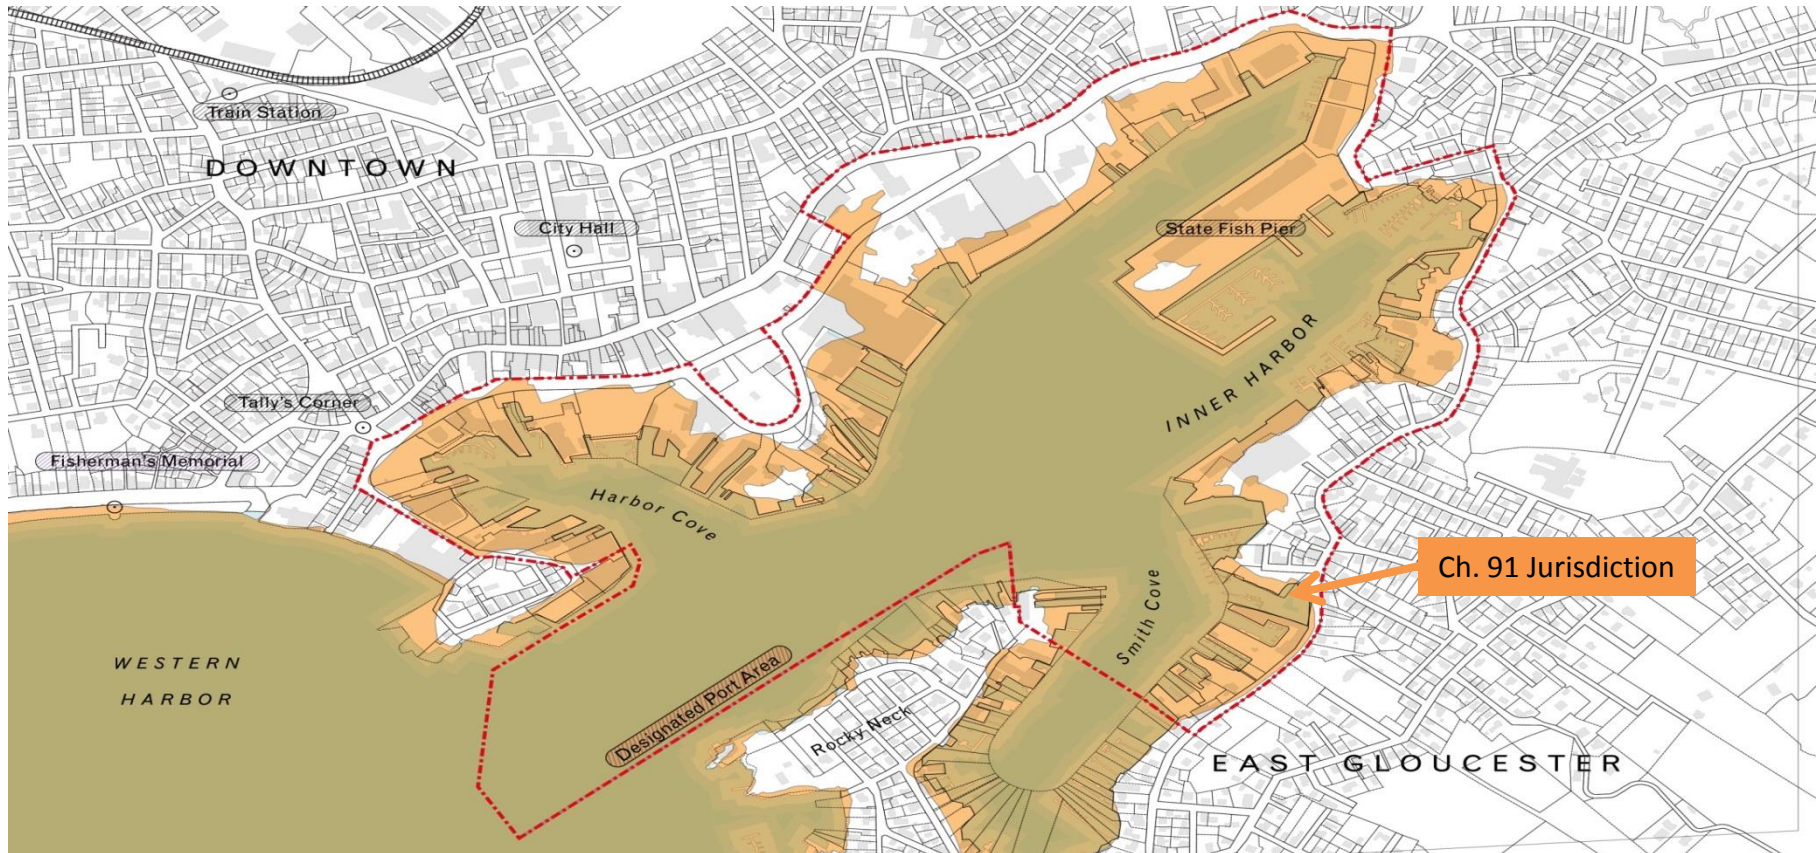 Train Station
DOWNTOWN
City Hall
State Fish Pier
INNER HARBOR
Tally's Corner
Fisherman's Memorial
Harbor Cove
Ch. 91 Jurisdiction
Smith Cove
WESTERN
HARBOR
Designated Port Area
Rocky Neck
EAST GLOUCESTER